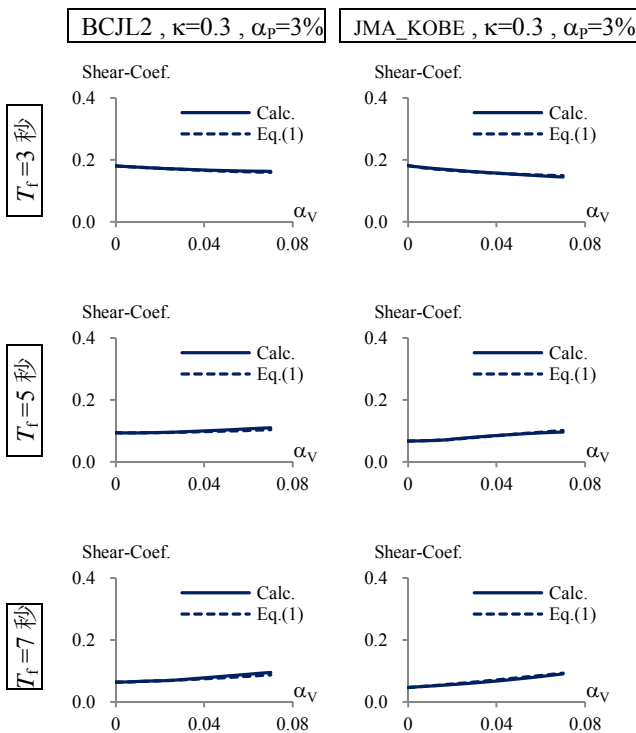 BCJL2 , κ=0.3 , αP=3%
JMA_KOBE , κ=0.3 , αP=3%
Tf=3 秒
Shear-Coef.
0.4
0.2
0.0
0
0.04
0.08
αV
Calc.
Eq.(1)
Shear-Coef.
0.4
0.2
0.0
0
0.04
0.08
αV
Calc.
Eq.(1)
Tf=5 秒
Shear-Coef.
0.4
0.2
0.0
0
0.04
0.08
αV
Calc.
Eq.(1)
Shear-Coef.
0.4
0.2
0.0
0
0.04
0.08
αV
Calc.
Eq.(1)
Tf=7 秒
Shear-Coef.
0.4
0.2
0.0
0
0.04
0.08
αV
Calc.
Eq.(1)
Shear-Coef.
0.4
0.2
0.0
0
0.04
0.08
αV
Calc.
Eq.(1)